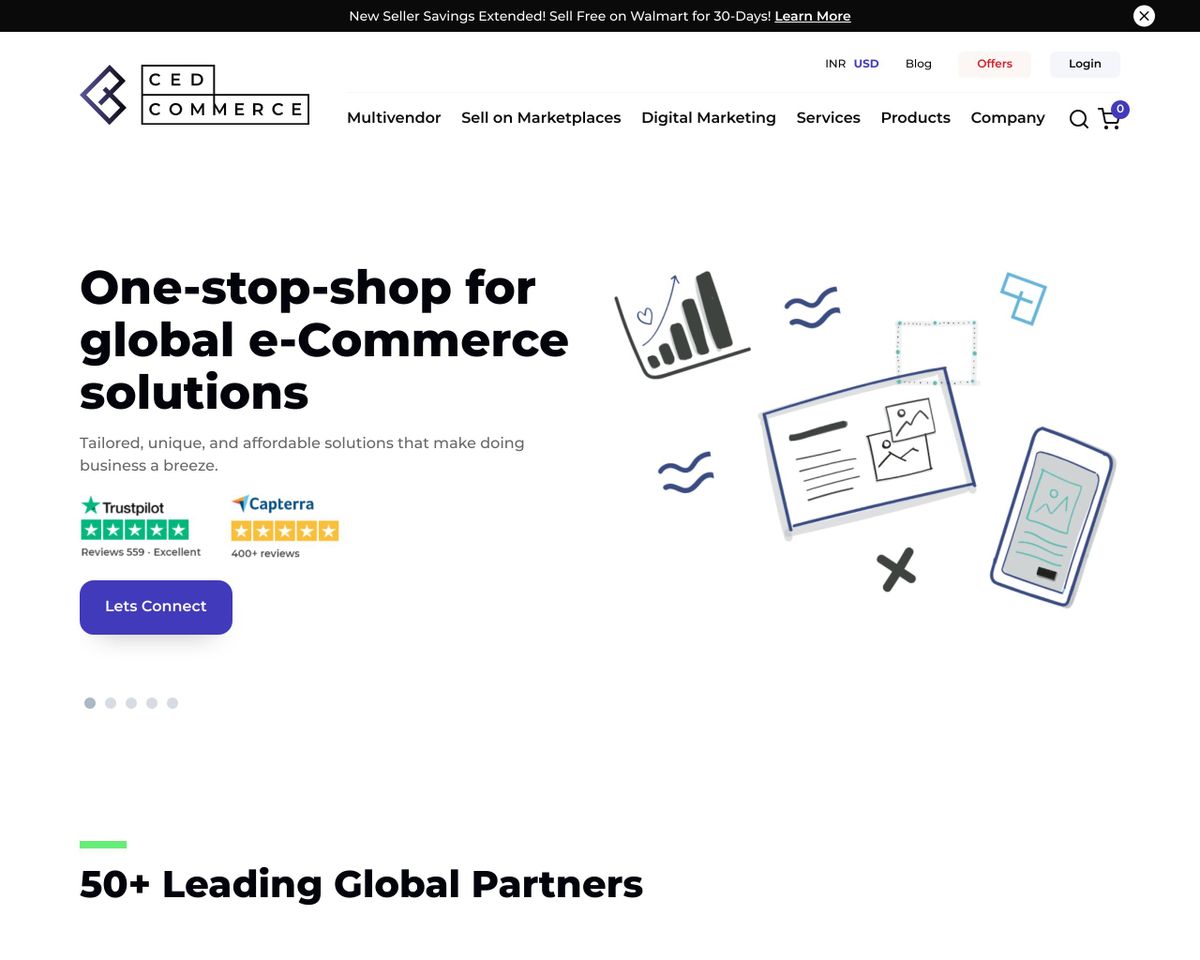 New Seller Savings Extended! Sell Free on Walmart for 30-Days! Learn More
INR USD Blog Offers Login
CED
COMMERCE
Multivendor Sell on Marketplaces Digital Marketing Services Products Company 0
One-stop-shop for
global e-Commerce
solutions
Tailored, unique, and affordable solutions that make doing
business a breeze.
Trustpilot Capterra
Reviews 559 · Excellent 400+ reviews
Lets Connect
50+ Leading Global Partners